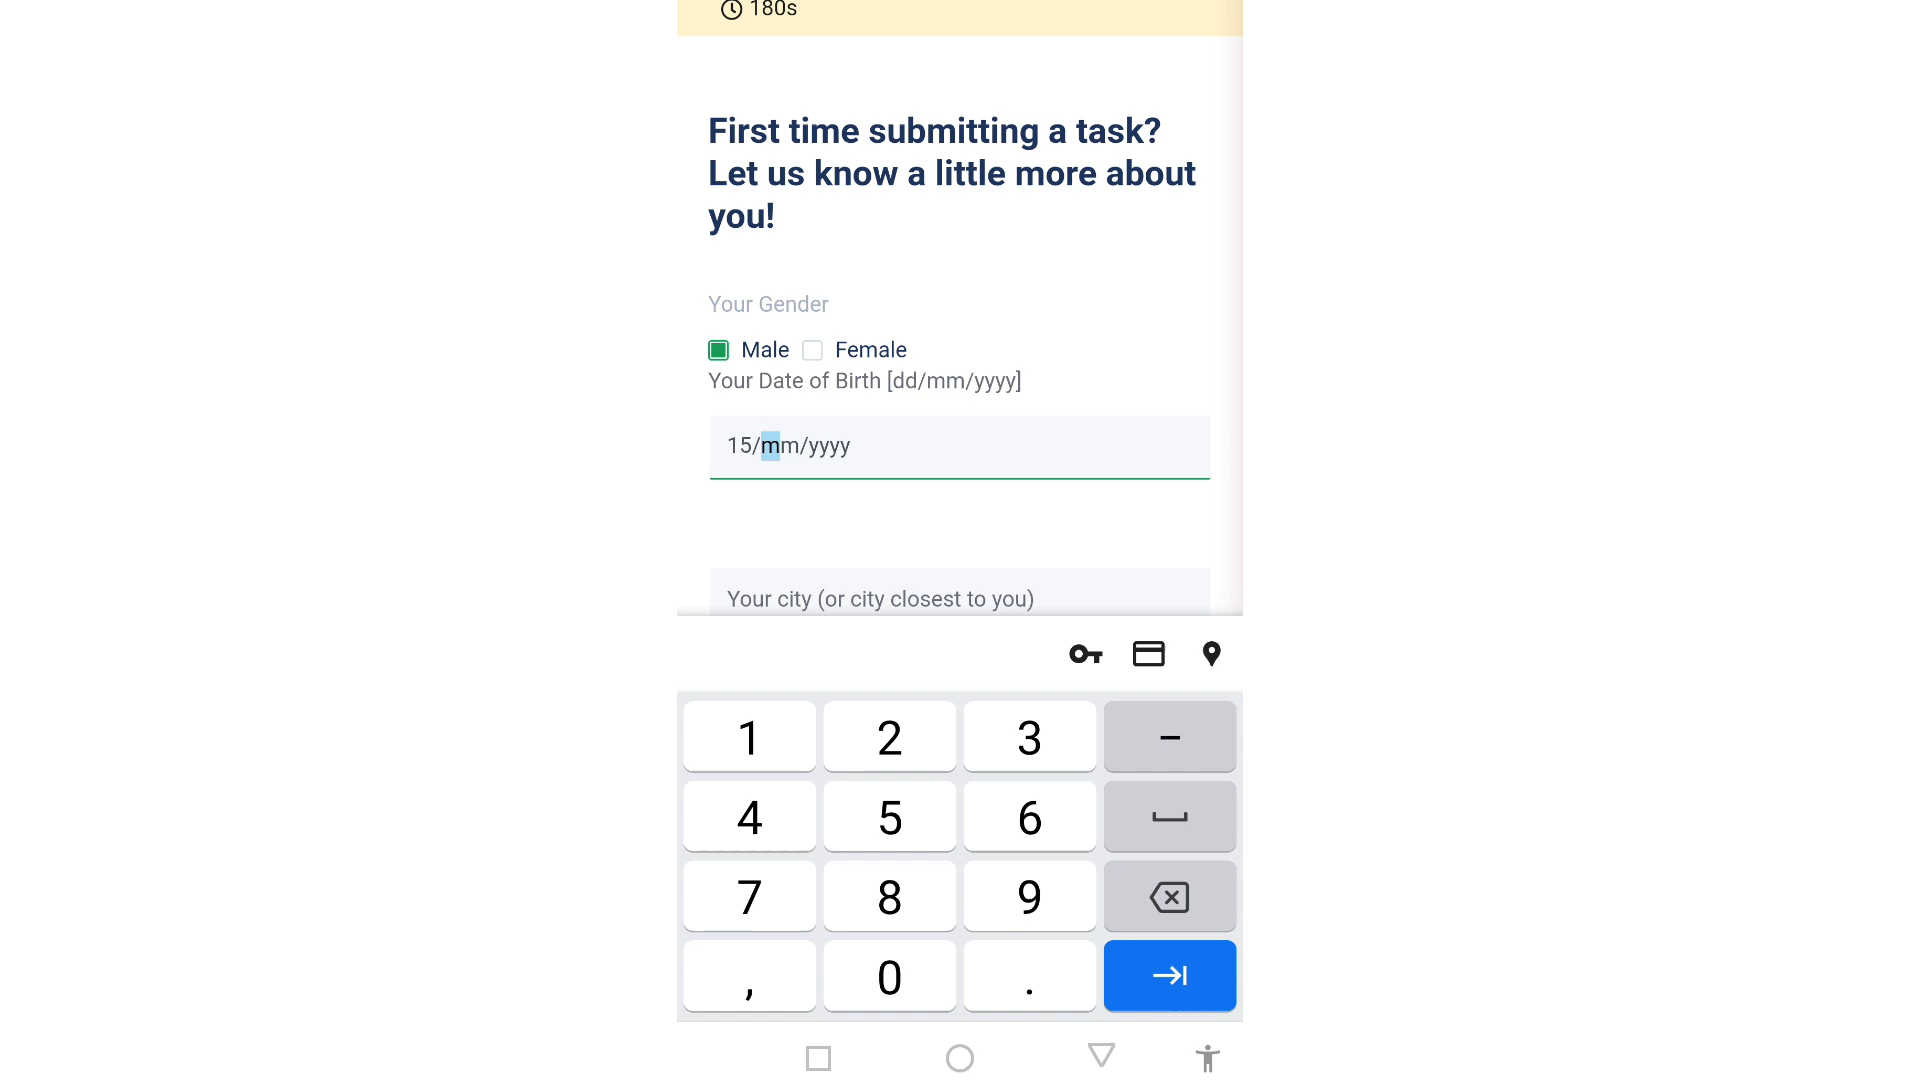 180s
First time submitting a task?
Let us know a little more about
you!
Your Gender
Male Female
Your Date of Birth [dd/mm/yyyy]
15/mm/yyyy
Your city (or city closest to you)
1 2 3 –
4 5 6
7 8 9
, 0 .